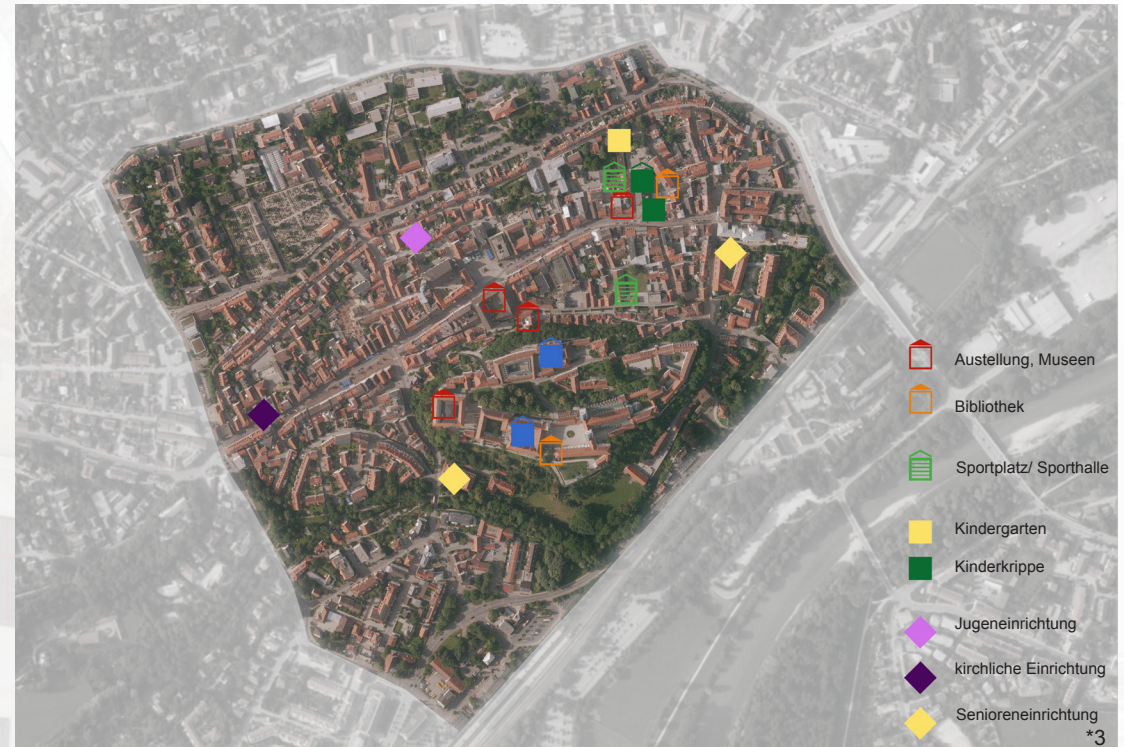 Austellung, Museen
Bibliothek
Sportplatz/ Sporthalle
Kindergarten
Kinderkrippe
Jugeneinrichtung
kirchliche Einrichtung
Senioreneinrichtung
*3